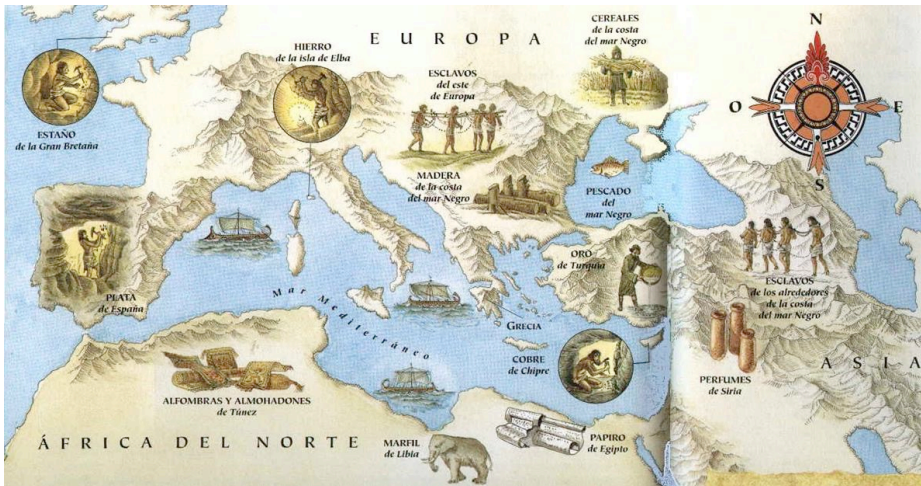 EUROPA
CEREALES
de la costa
del mar Negro
N
O
E
S
HIERRO
de la isla de Elba
ESCLAVOS
del este
de Europa
ESTAÑO
de la Gran Bretaña
MADERA
de la costa
del mar Negro
PESCADO
del
mar Negro
PLATA
de España
ORO
de Turquía
ESCLAVOS
de los alrededores
de la costa
del mar Negro
Mar Mediterráneo
GRECIA
COBRE
de Chipre
PERFUMES
de Siria
ASIA
ALFOMBRAS Y ALMOHADONES
de Túnez
ÁFRICA DEL NORTE
MARFIL
de Libia
PAPIRO
de Egipto